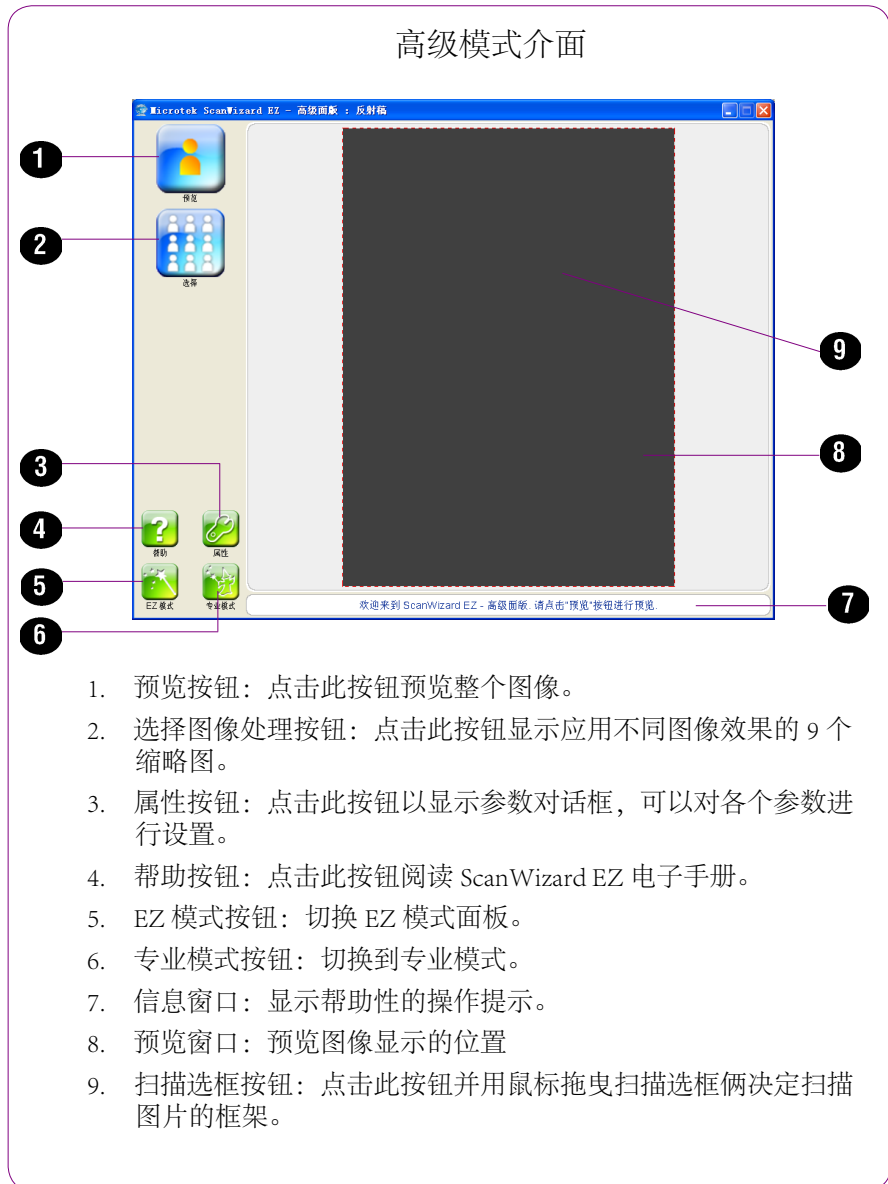 高级模式介面
Microtek ScanWizard EZ - 高级面版 : 反射稿
1
预览
2
选择
9
8
3
4
帮助
属性
5
EZ 模式
专业模式
欢迎来到 ScanWizard EZ - 高级面版. 请点击"预览"按钮进行预览.
7
6
1. 预览按钮：点击此按钮预览整个图像。
2. 选择图像处理按钮：点击此按钮显示应用不同图像效果的 9 个
缩略图。
3. 属性按钮：点击此按钮以显示参数对话框，可以对各个参数进
行设置。
4. 帮助按钮：点击此按钮阅读 ScanWizard EZ 电子手册。
5. EZ 模式按钮：切换 EZ 模式面板。
6. 专业模式按钮：切换到专业模式。
7. 信息窗口：显示帮助性的操作提示。
8. 预览窗口：预览图像显示的位置
9. 扫描选框按钮：点击此按钮并用鼠标拖曳扫描选框俩决定扫描
图片的框架。